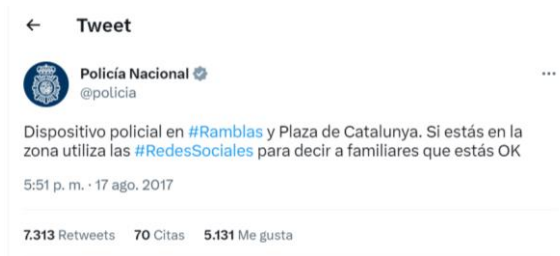 Tweet
Policía Nacional
@policia
Dispositivo policial en #Ramblas y Plaza de Catalunya. Si estás en la
zona utiliza las #RedesSociales para decir a familiares que estás OK
5:51 p. m. · 17 ago. 2017
7.313 Retweets 70 Citas 5.131 Me gusta